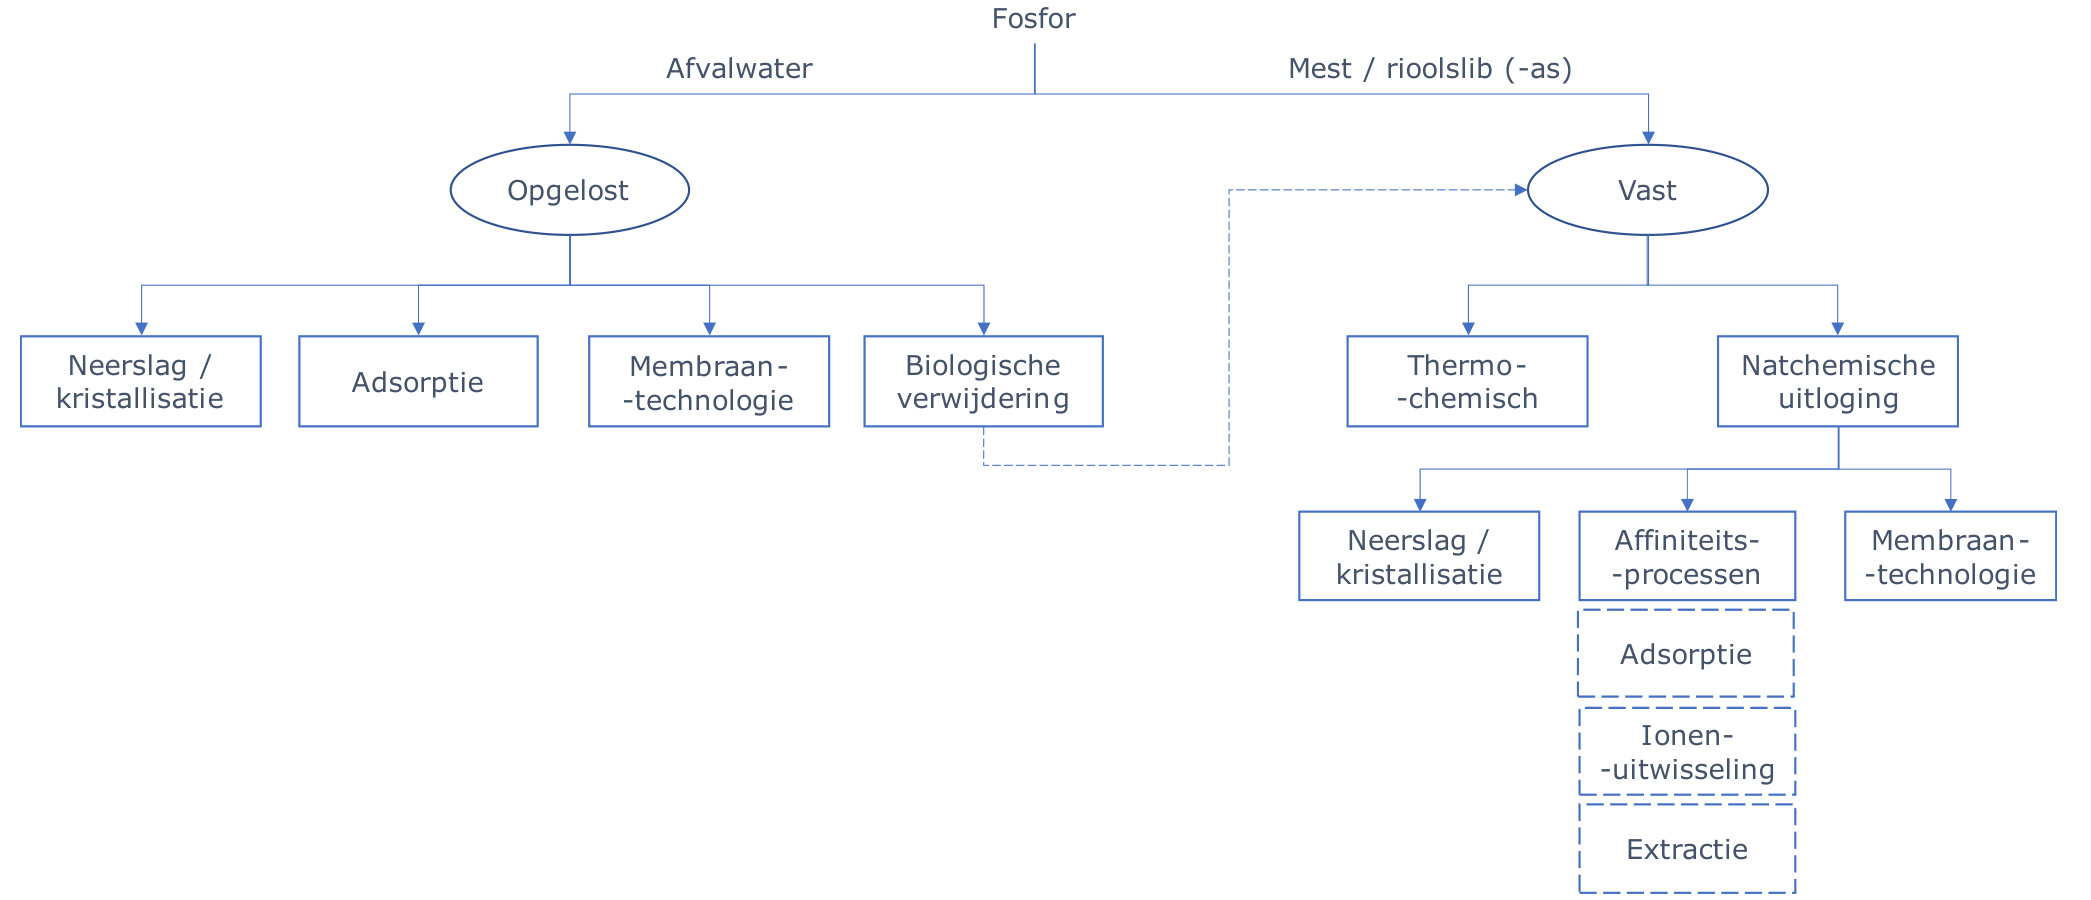 Fosfor
Afvalwater
Mest / rioolslib (-as)
Opgelost
Vast
Neerslag /
kristallisatie
Adsorptie
Membraan-
-technologie
Biologische
verwijdering
Thermo-
-chemisch
Natchemische
uitloging
Neerslag /
kristallisatie
Affiniteits-
-processen
Membraan-
-technologie
Adsorptie
Ionen-
-uitwisseling
Extractie